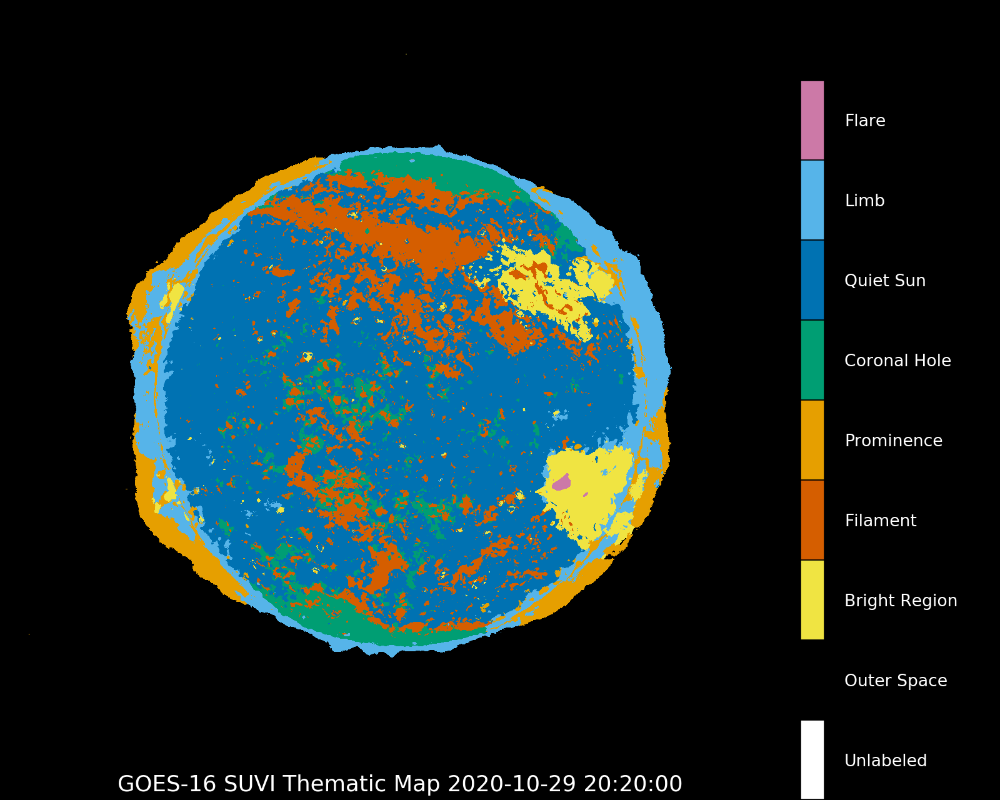 Flare
Limb
Quiet Sun
Coronal Hole
Prominence
Filament
Bright Region
Outer Space
Unlabeled
GOES-16 SUVI Thematic Map 2020-10-29 20:20:00